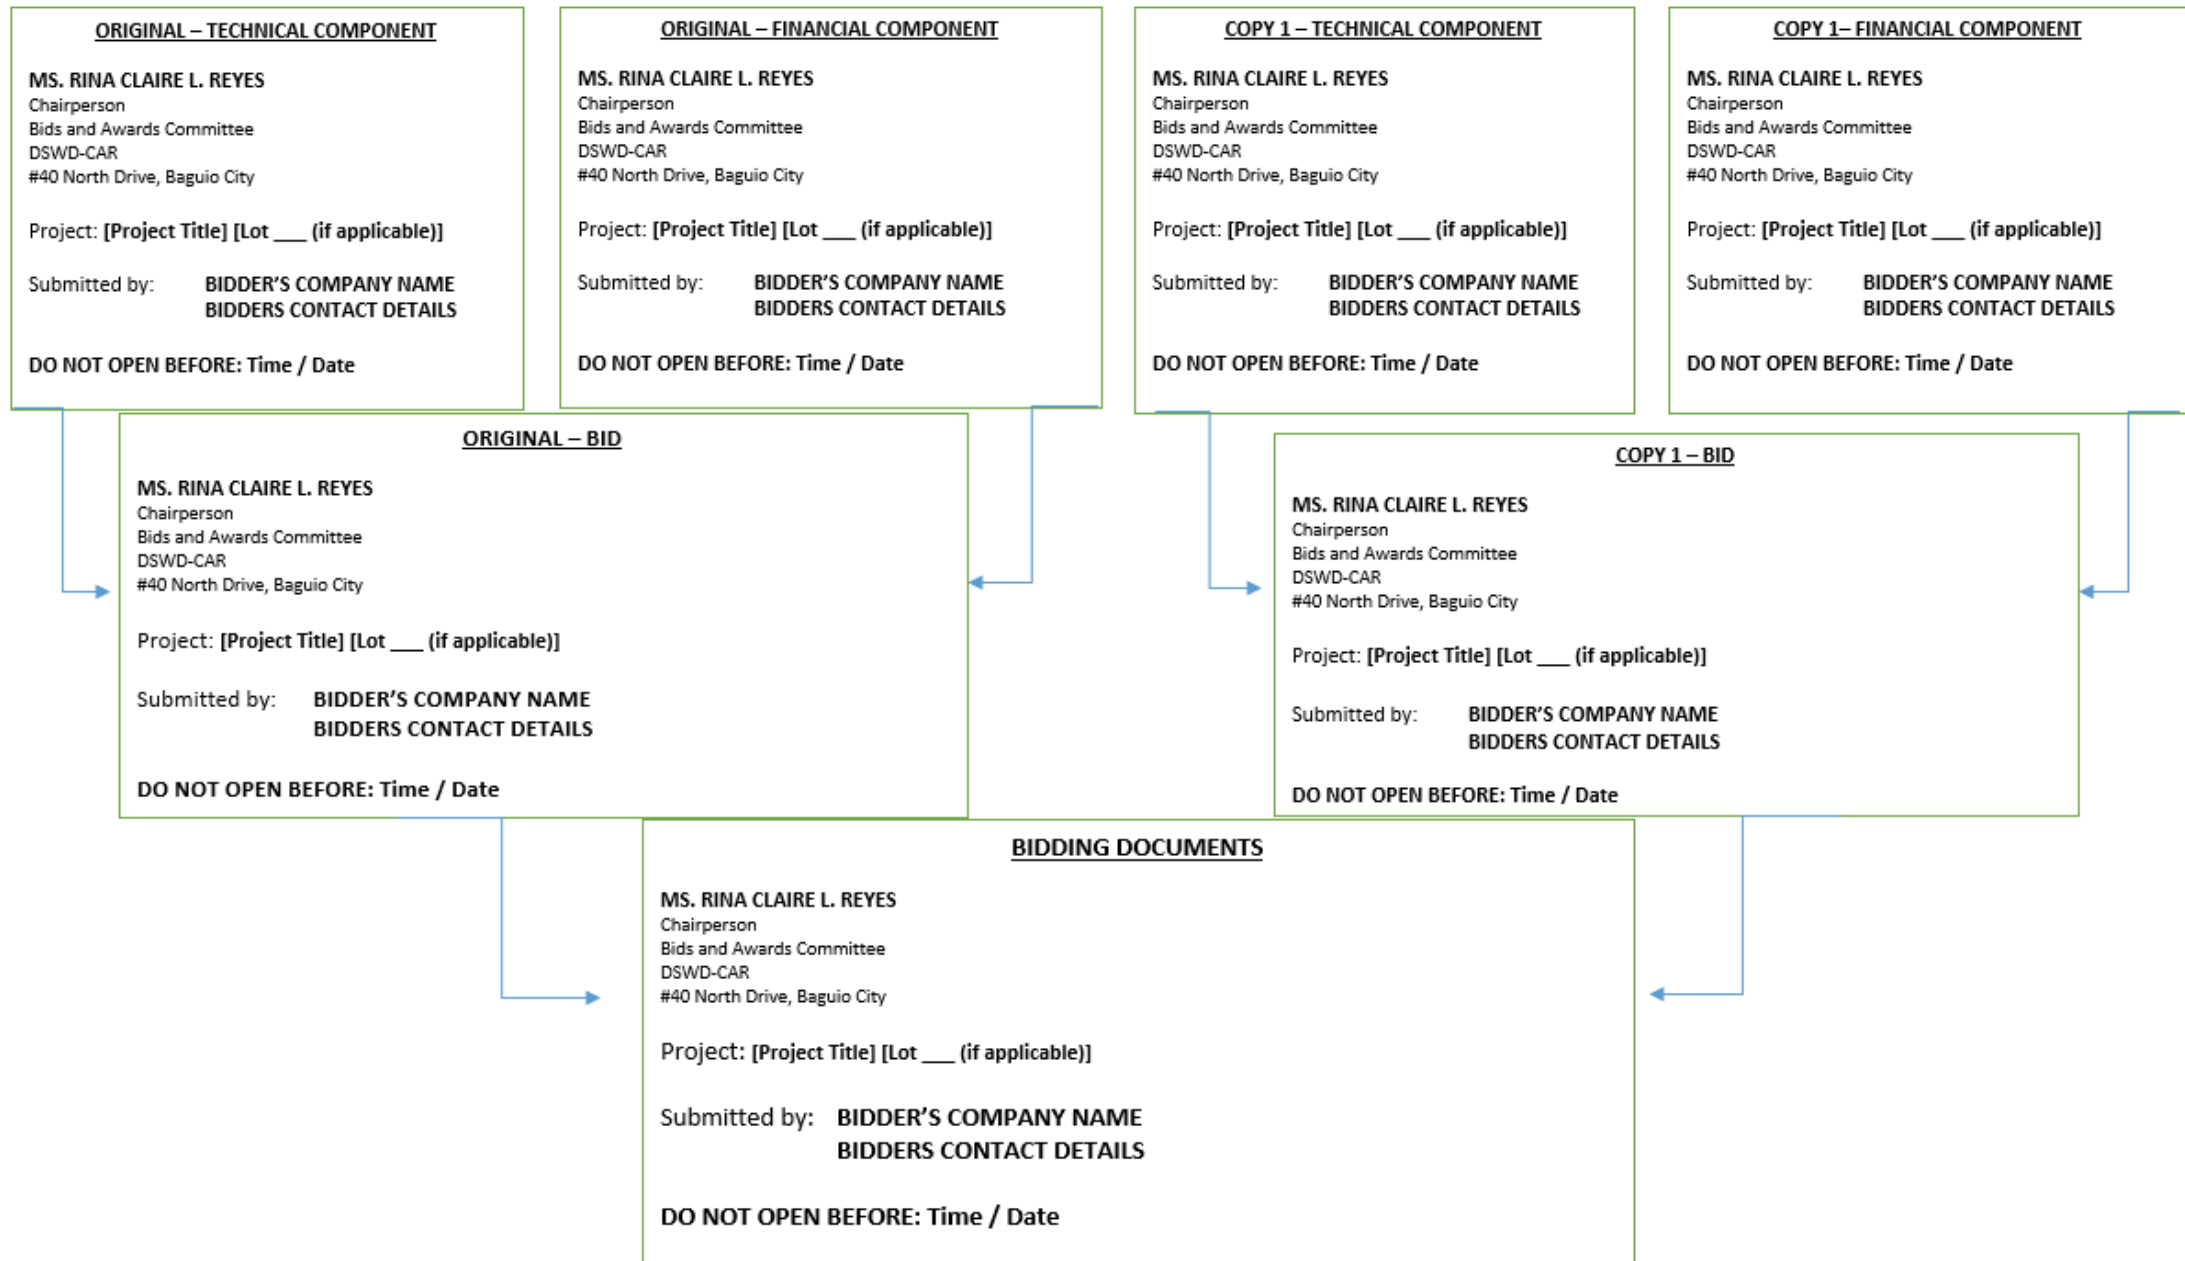 ORIGINAL – TECHNICAL COMPONENT
MS. RINA CLAIRE L. REYES
Chairperson
Bids and Awards Committee
DSWD-CAR
#40 North Drive, Baguio City
Project: [Project Title] [Lot ___ (if applicable)]
Submitted by: BIDDER’S COMPANY NAME
BIDDERS CONTACT DETAILS
DO NOT OPEN BEFORE: Time / Date
ORIGINAL – FINANCIAL COMPONENT
MS. RINA CLAIRE L. REYES
Chairperson
Bids and Awards Committee
DSWD-CAR
#40 North Drive, Baguio City
Project: [Project Title] [Lot ___ (if applicable)]
Submitted by: BIDDER’S COMPANY NAME
BIDDERS CONTACT DETAILS
DO NOT OPEN BEFORE: Time / Date
COPY 1 – TECHNICAL COMPONENT
MS. RINA CLAIRE L. REYES
Chairperson
Bids and Awards Committee
DSWD-CAR
#40 North Drive, Baguio City
Project: [Project Title] [Lot ___ (if applicable)]
Submitted by: BIDDER’S COMPANY NAME
BIDDERS CONTACT DETAILS
DO NOT OPEN BEFORE: Time / Date
COPY 1– FINANCIAL COMPONENT
MS. RINA CLAIRE L. REYES
Chairperson
Bids and Awards Committee
DSWD-CAR
#40 North Drive, Baguio City
Project: [Project Title] [Lot ___ (if applicable)]
Submitted by: BIDDER’S COMPANY NAME
BIDDERS CONTACT DETAILS
DO NOT OPEN BEFORE: Time / Date
ORIGINAL – BID
MS. RINA CLAIRE L. REYES
Chairperson
Bids and Awards Committee
DSWD-CAR
#40 North Drive, Baguio City
Project: [Project Title] [Lot ___ (if applicable)]
Submitted by: BIDDER’S COMPANY NAME
BIDDERS CONTACT DETAILS
DO NOT OPEN BEFORE: Time / Date
COPY 1 – BID
MS. RINA CLAIRE L. REYES
Chairperson
Bids and Awards Committee
DSWD-CAR
#40 North Drive, Baguio City
Project: [Project Title] [Lot ___ (if applicable)]
Submitted by: BIDDER’S COMPANY NAME
BIDDERS CONTACT DETAILS
DO NOT OPEN BEFORE: Time / Date
BIDDING DOCUMENTS
MS. RINA CLAIRE L. REYES
Chairperson
Bids and Awards Committee
DSWD-CAR
#40 North Drive, Baguio City
Project: [Project Title] [Lot ___ (if applicable)]
Submitted by: BIDDER’S COMPANY NAME
BIDDERS CONTACT DETAILS
DO NOT OPEN BEFORE: Time / Date